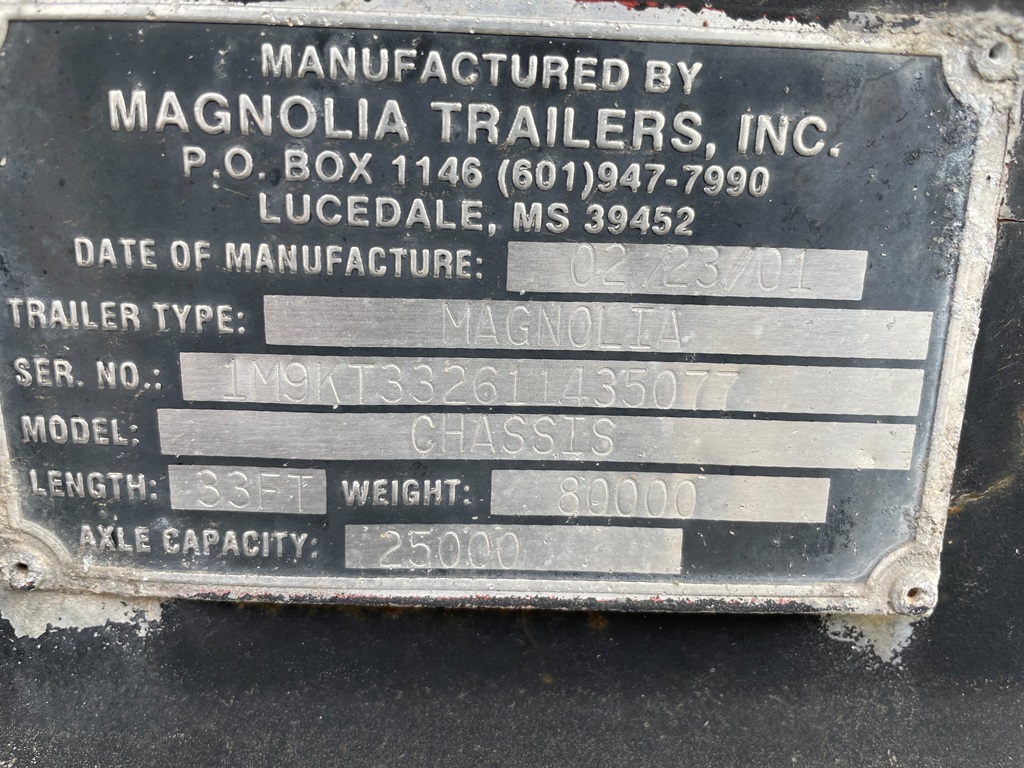 MANUFACTURED BY
MAGNOLIA TRAILERS, INC.
P.O. BOX 1146 (601)947-7990
LUCEDALE, MS 39452
DATE OF MANUFACTURE: 02/23/01
TRAILER TYPE: MAGNOLIA
SER. NO.: 1M9KT332611435077
MODEL: CHASSIS
LENGTH: 33FT WEIGHT: 80000
AXLE CAPACITY: 25000